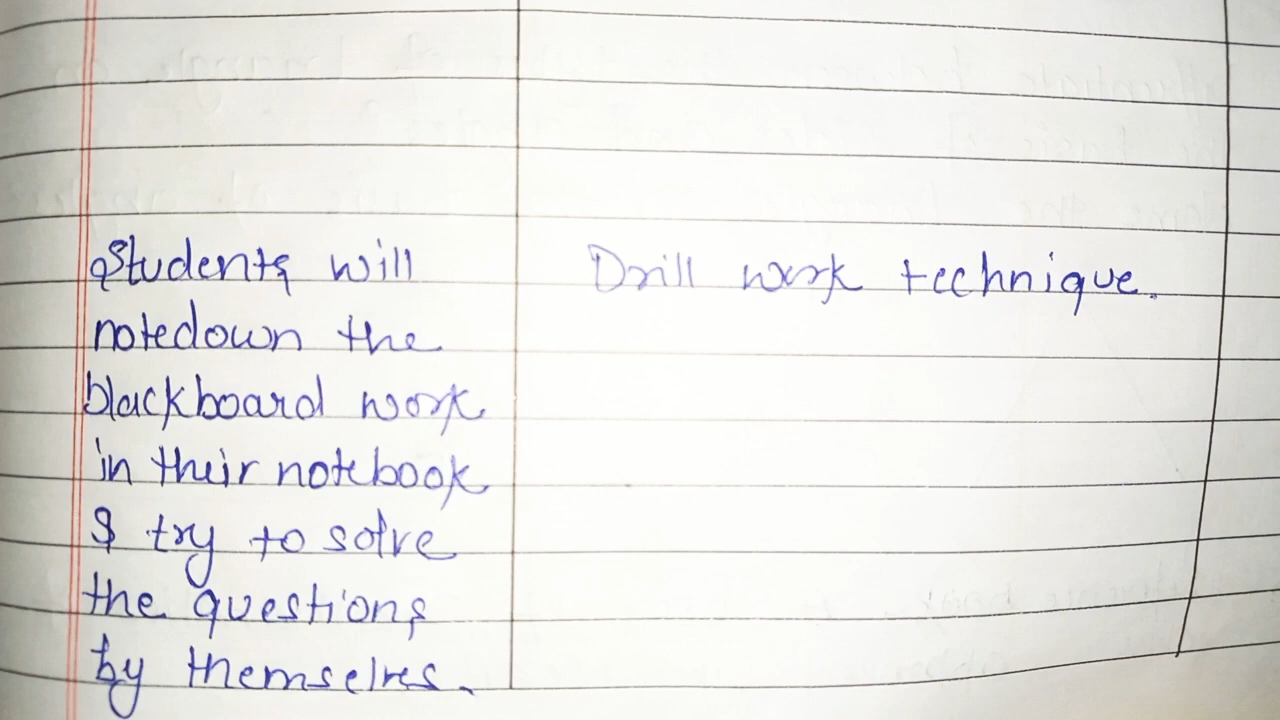 Students will
notedown the
blackboard work
in their notebook
& try to solve
the questions
by themselves.
Drill work technique.